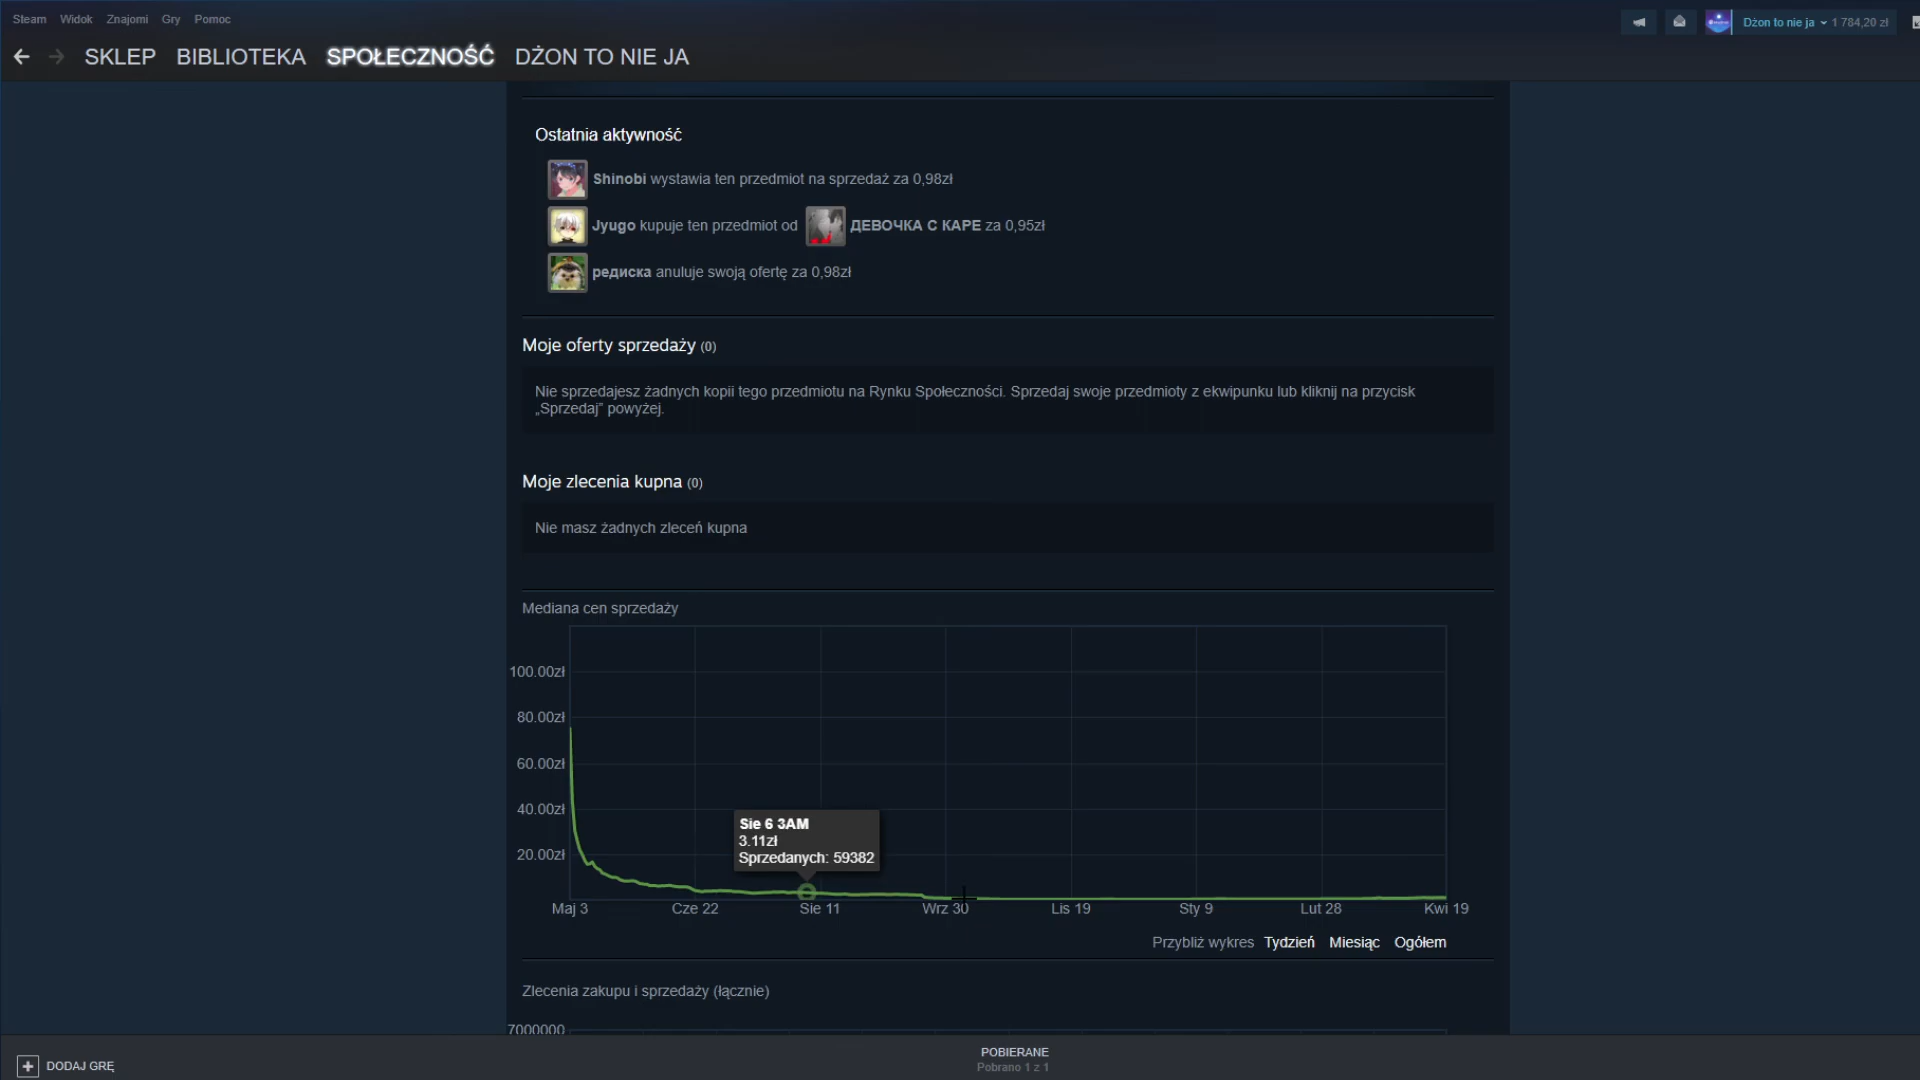 Steam Widok Znajomi Gry Pomoc
Dżon to nie ja 1 784,20 zł
SKLEP BIBLIOTEKA SPOŁECZNOŚĆ DŻON TO NIE JA
Ostatnia aktywność
Shinobi wystawia ten przedmiot na sprzedaż za 0,98zł
Jyugo kupuje ten przedmiot od ДЕВОЧКА С КАРЕ za 0,95zł
редиска anuluje swoją ofertę za 0,98zł
Moje oferty sprzedaży (0)
Nie sprzedajesz żadnych kopii tego przedmiotu na Rynku Społeczności. Sprzedaj swoje przedmioty z ekwipunku lub kliknij na przycisk
„Sprzedaj” powyżej.
Moje zlecenia kupna (0)
Nie masz żadnych zleceń kupna
Mediana cen sprzedaży
100.00zł
80.00zł
60.00zł
40.00zł
20.00zł
Sie 6 3AM
3.11zł
Sprzedanych: 59382
Maj 3 Cze 22 Sie 11 Wrz 30 Lis 19 Sty 9 Lut 28 Kwi 19
Przybliż wykres Tydzień Miesiąc Ogółem
Zlecenia zakupu i sprzedaży (łącznie)
7000000
DODAJ GRĘ
POBIERANE
Pobrano 1 z 1